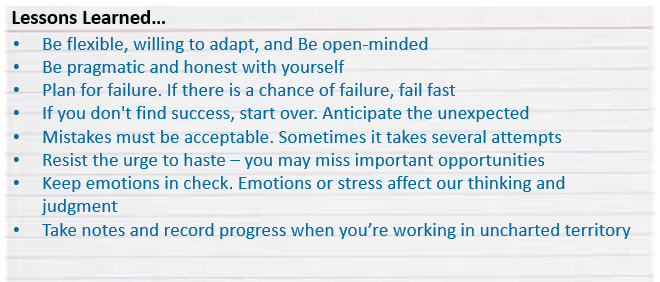 Lessons Learned...
• Be flexible, willing to adapt, and Be open-minded
• Be pragmatic and honest with yourself
• Plan for failure. If there is a chance of failure, fail fast
• If you don't find success, start over. Anticipate the unexpected
• Mistakes must be acceptable. Sometimes it takes several attempts
• Resist the urge to haste – you may miss important opportunities
• Keep emotions in check. Emotions or stress affect our thinking and
judgment
• Take notes and record progress when you’re working in uncharted territory